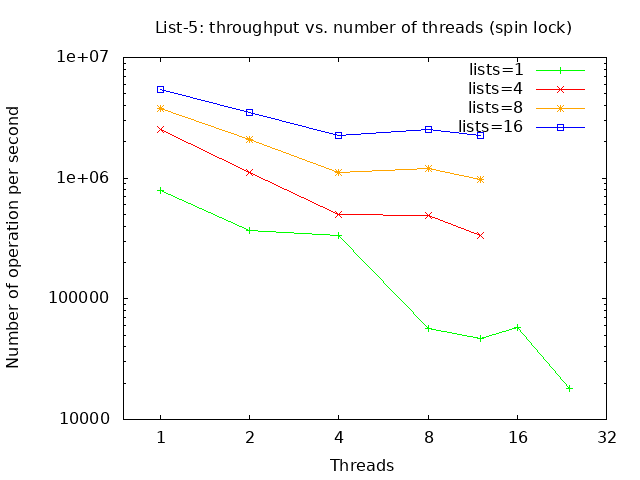 List-5: throughput vs. number of threads (spin lock)
Number of operation per second
1e+07
1e+06
100000
10000
lists=1
lists=4
lists=8
lists=16
1 2 4 8 16 32
Threads